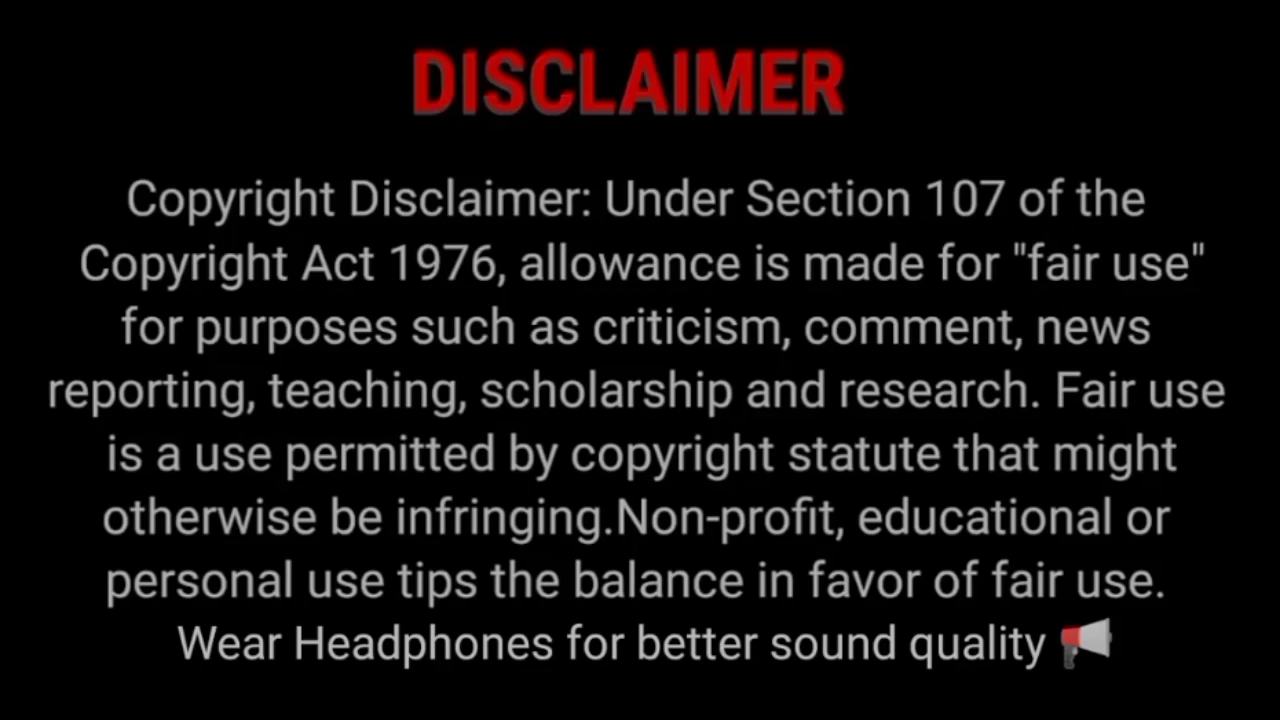 DISCLAIMER
Copyright Disclaimer: Under Section 107 of the
Copyright Act 1976, allowance is made for "fair use"
for purposes such as criticism, comment, news
reporting, teaching, scholarship and research. Fair use
is a use permitted by copyright statute that might
otherwise be infringing.Non-profit, educational or
personal use tips the balance in favor of fair use.
Wear Headphones for better sound quality